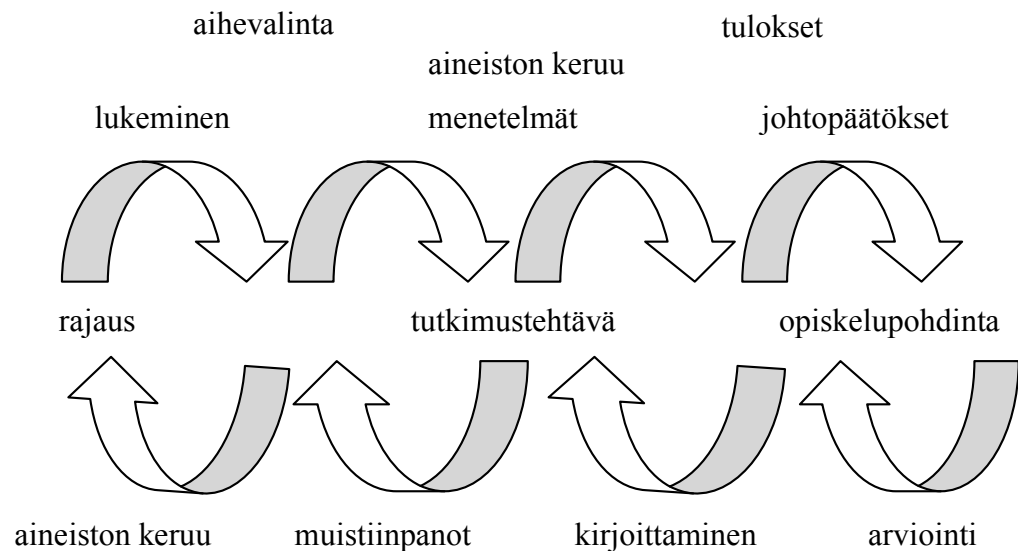 aihevalinta tulokset
aineiston keruu
lukeminen menetelmät johtopäätökset
rajaus tutkimustehtävä opiskelupohdinta
aineiston keruu muistiinpanot kirjoittaminen arviointi